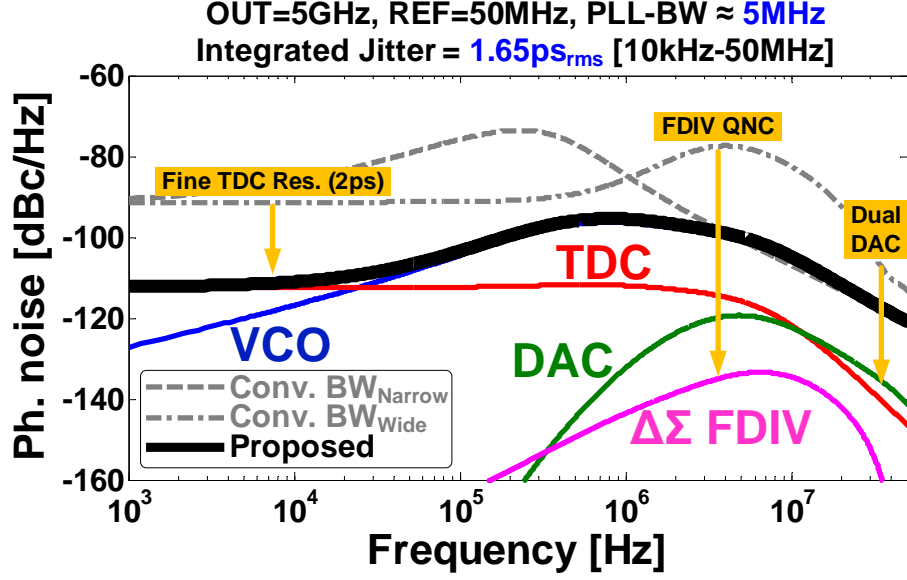 OUT=5GHz, REF=50MHz, PLL-BW ≈ 5MHz
Integrated Jitter = 1.65ps_rms [10kHz-50MHz]
Ph. noise [dBc/Hz]
-60
-80
-100
-120
-140
-160
FDIV QNC
Fine TDC Res. (2ps)
Dual
DAC
TDC
VCO
DAC
ΔΣ FDIV
Conv. BW_Narrow
Conv. BW_Wide
Proposed
10^3
10^4
10^5
10^6
10^7
Frequency [Hz]